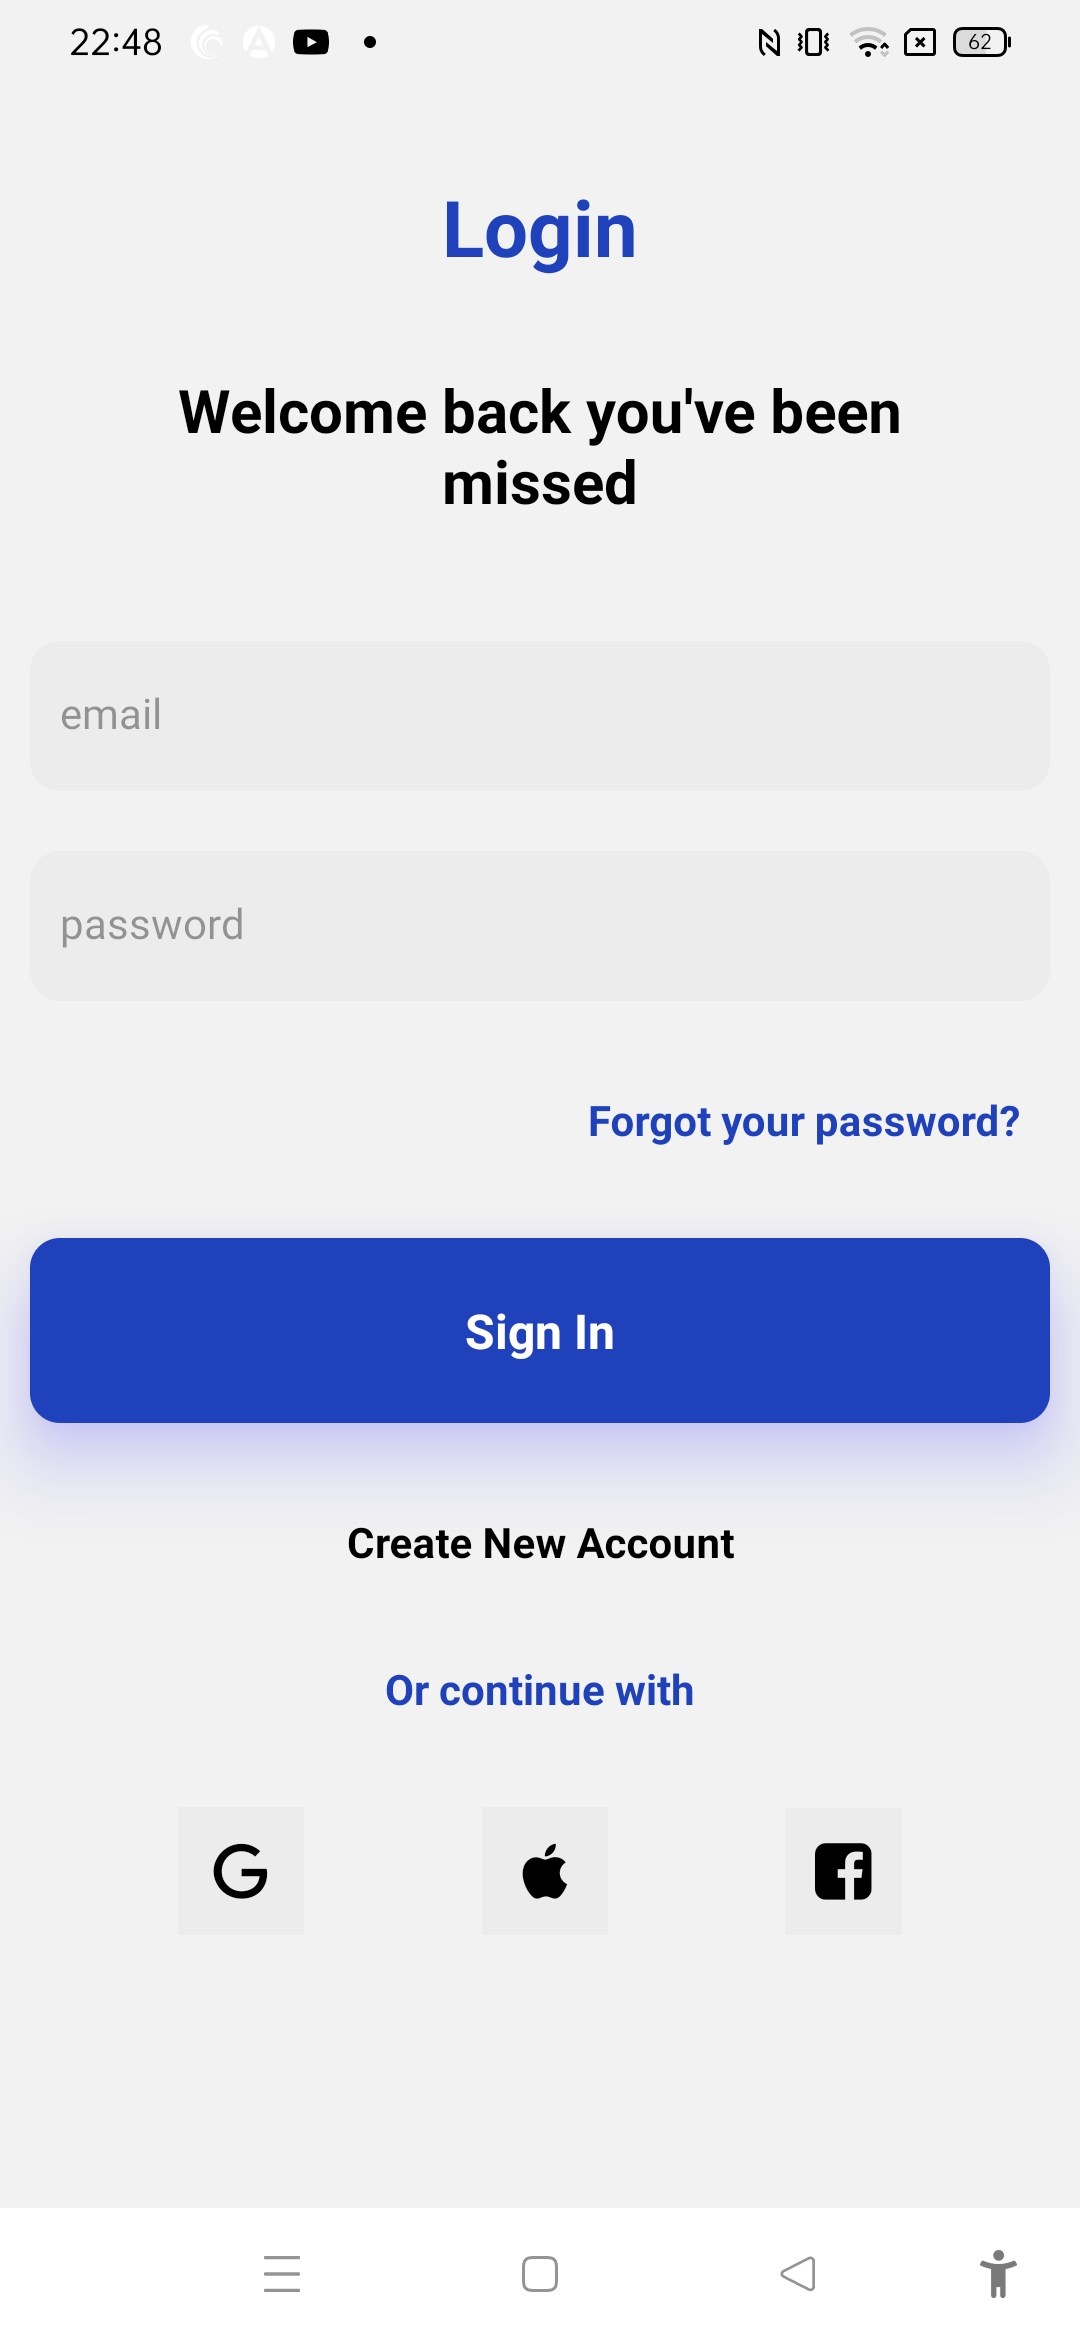 22:48
62
Login
Welcome back you've been
missed
email
password
Forgot your password?
Sign In
Create New Account
Or continue with